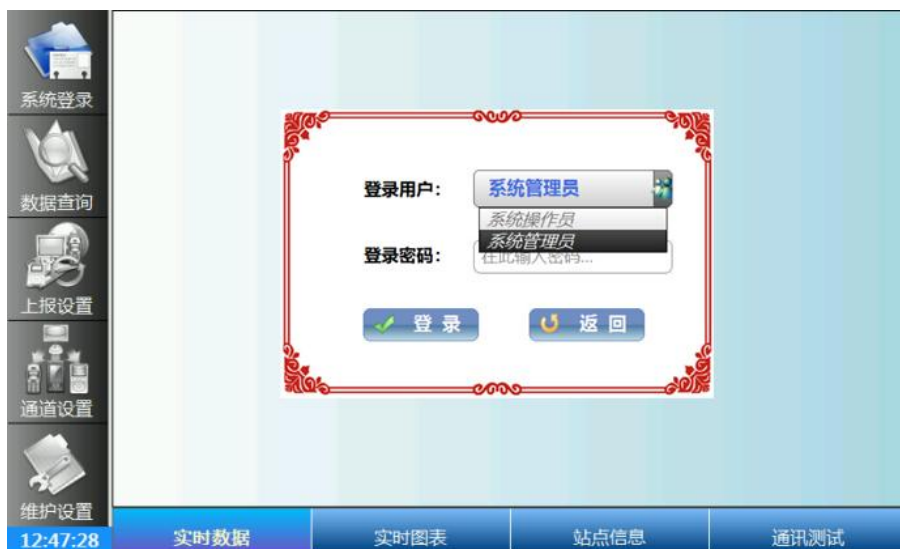 系统登录
数据查询
上报设置
通道设置
维护设置
12:47:28
登录用户：
系统管理员
系统操作员
系统管理员
登录密码：
在此输入密码...
登 录
返 回
实时数据
实时图表
站点信息
通讯测试